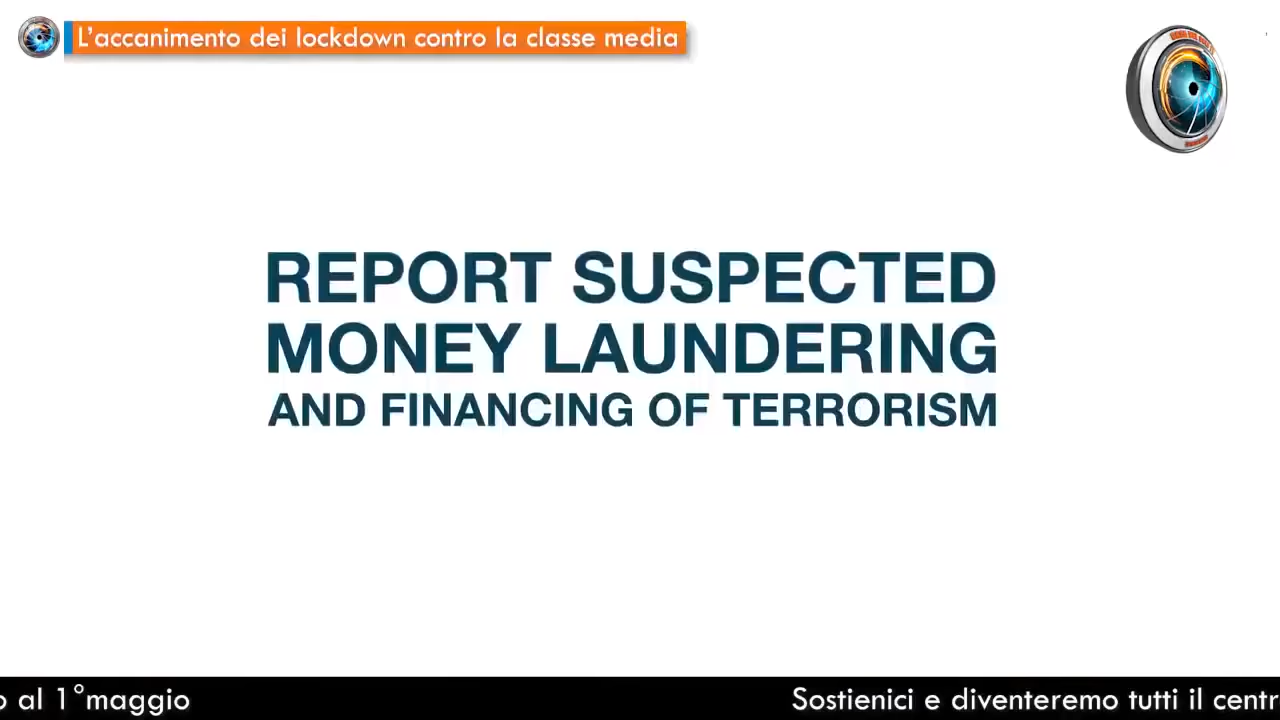 L'accanimento dei lockdown contro la classe media
REPORT SUSPECTED
MONEY LAUNDERING
AND FINANCING OF TERRORISM
al 1°maggio
Sostienici e diventeremo tutti il